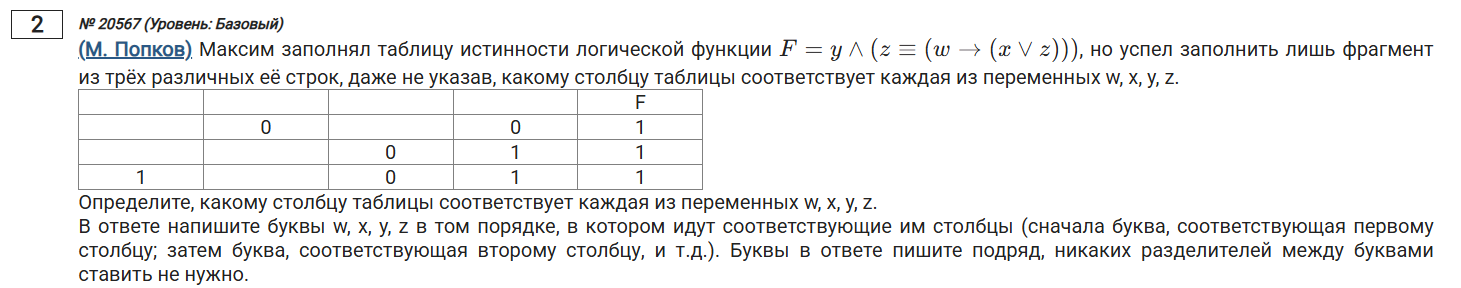 2
№ 20567 (Уровень: Базовый)
(М. Попков) Максим заполнял таблицу истинности логической функции F = y ∧ (z ≡ (w → (x ∨ z))), но успел заполнить лишь фрагмент
из трёх различных её строк, даже не указав, какому столбцу таблицы соответствует каждая из переменных w, x, y, z.
F
0 0 1
0 1 1
1 0 1 1
Определите, какому столбцу таблицы соответствует каждая из переменных w, x, y, z.
В ответе напишите буквы w, x, y, z в том порядке, в котором идут соответствующие им столбцы (сначала буква, соответствующая первому
столбцу; затем буква, соответствующая второму столбцу, и т.д.). Буквы в ответе пишите подряд, никаких разделителей между буквами
ставить не нужно.